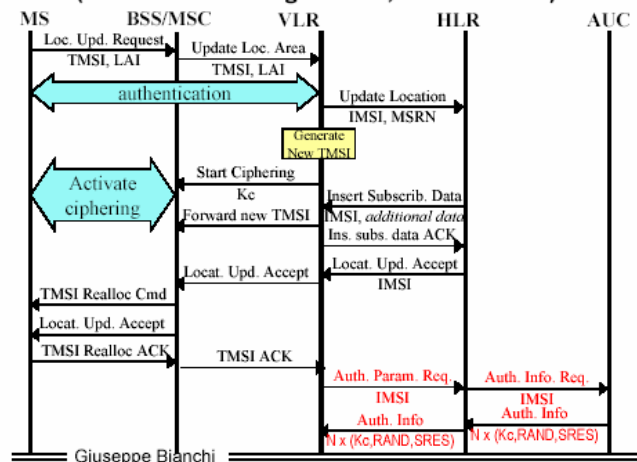 MS BSS/MSC VLR HLR AUC
Loc. Upd. Request
TMSI, LAI
Update Loc. Area
TMSI, LAI
authentication
Update Location
IMSI, MSRN
Generate
New TMSI
Start Ciphering
Kc
Activate
ciphering
Insert Subscrib. Data
IMSI, additional data
Forward new TMSI
Ins. subs. data ACK
Locat. Upd. Accept
IMSI
Locat. Upd. Accept
TMSI Realloc Cmd
Locat. Upd. Accept
TMSI Realloc ACK
TMSI ACK
Auth. Param. Req.
IMSI
Auth. Info. Req.
IMSI
Auth. Info
N x (Kc,RAND,SRES)
Auth. Info
N x (Kc,RAND,SRES)
Giuseppe Bianchi